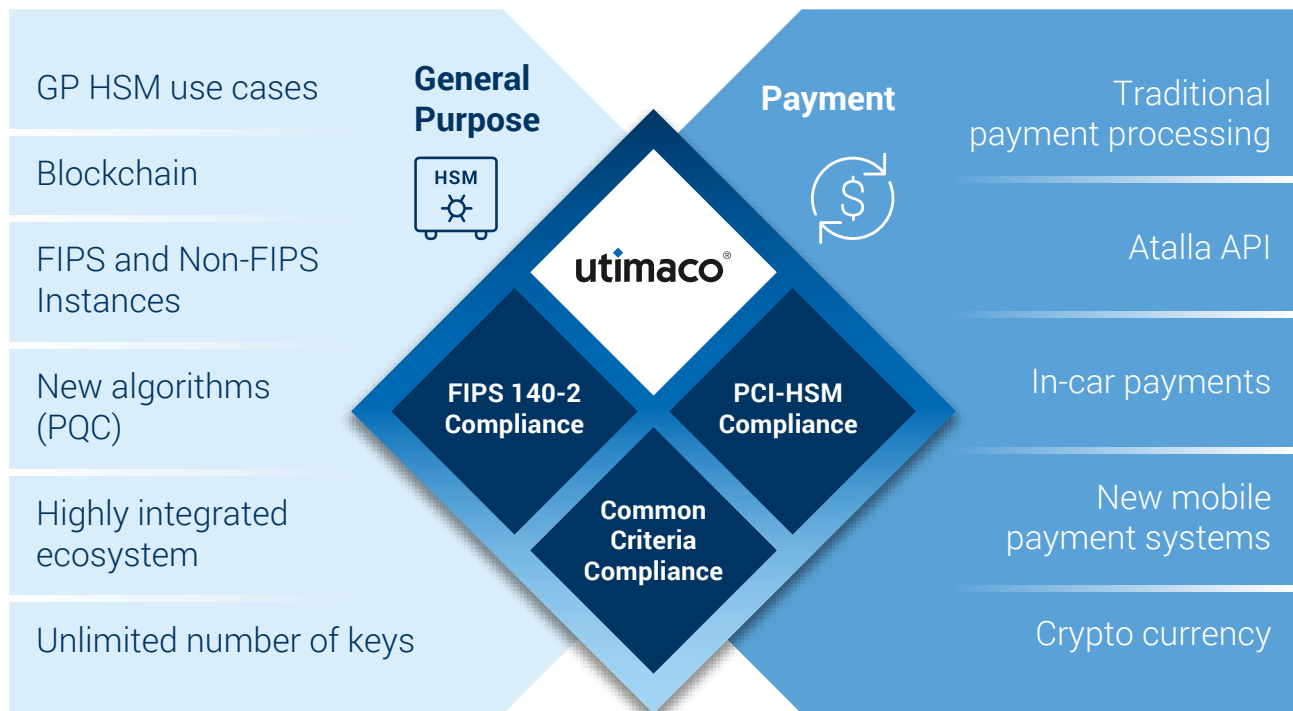 General
Purpose
HSM
GP HSM use cases
Blockchain
FIPS and Non-FIPS
Instances
New algorithms
(PQC)
Highly integrated
ecosystem
Unlimited number of keys
utimaco®
FIPS 140-2
Compliance
PCI-HSM
Compliance
Common
Criteria
Compliance
Payment
$
Traditional
payment processing
Atalla API
In-car payments
New mobile
payment systems
Crypto currency